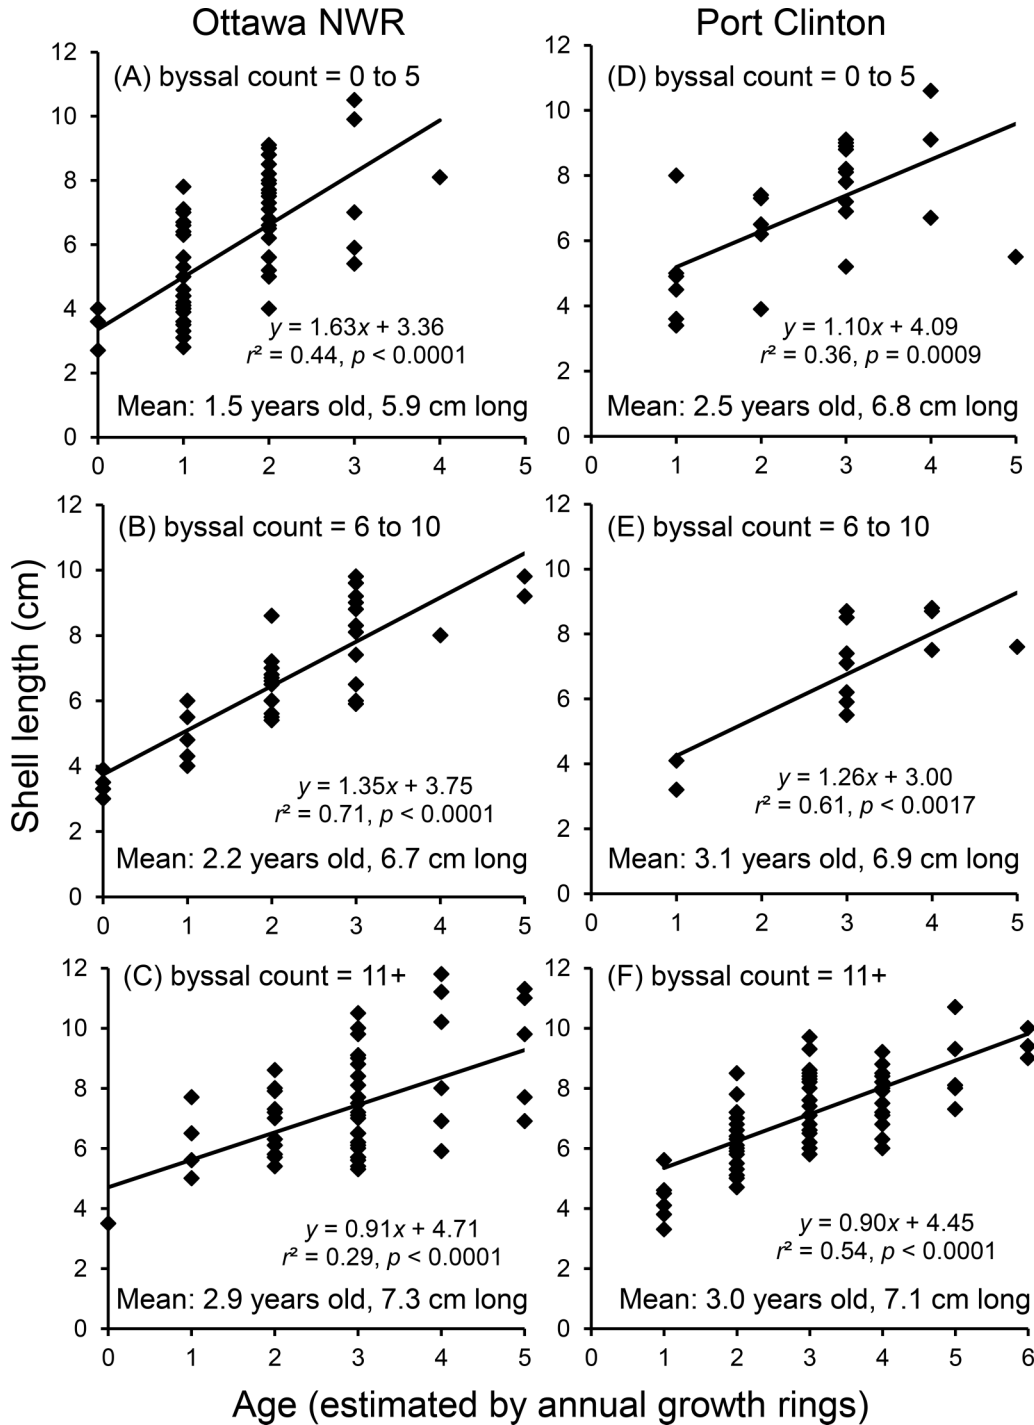 Ottawa NWR
Port Clinton
Shell length (cm)
(A) byssal count = 0 to 5
12
10
8
6
4
2
0
y = 1.63x + 3.36
r² = 0.44, p < 0.0001
Mean: 1.5 years old, 5.9 cm long
0 1 2 3 4 5
(D) byssal count = 0 to 5
12
10
8
6
4
2
0
y = 1.10x + 4.09
r² = 0.36, p = 0.0009
Mean: 2.5 years old, 6.8 cm long
0 1 2 3 4 5
(B) byssal count = 6 to 10
12
10
8
6
4
2
0
y = 1.35x + 3.75
r² = 0.71, p < 0.0001
Mean: 2.2 years old, 6.7 cm long
0 1 2 3 4 5
(E) byssal count = 6 to 10
12
10
8
6
4
2
0
y = 1.26x + 3.00
r² = 0.61, p < 0.0017
Mean: 3.1 years old, 6.9 cm long
0 1 2 3 4 5
(C) byssal count = 11+
12
10
8
6
4
2
0
y = 0.91x + 4.71
r² = 0.29, p < 0.0001
Mean: 2.9 years old, 7.3 cm long
0 1 2 3 4 5
(F) byssal count = 11+
12
10
8
6
4
2
0
y = 0.90x + 4.45
r² = 0.54, p < 0.0001
Mean: 3.0 years old, 7.1 cm long
0 1 2 3 4 5 6
Age (estimated by annual growth rings)